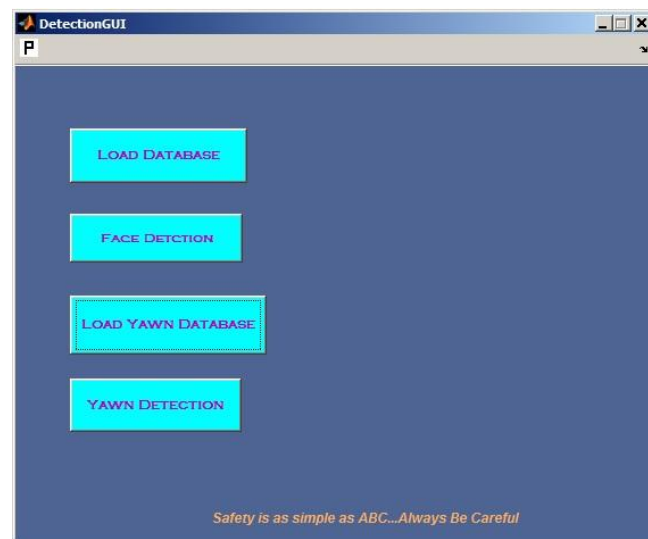 DetectionGUI
P
LOAD DATABASE
FACE DETCTION
LOAD YAWN DATABASE
YAWN DETECTION
Safety is as simple as ABC...Always Be Careful